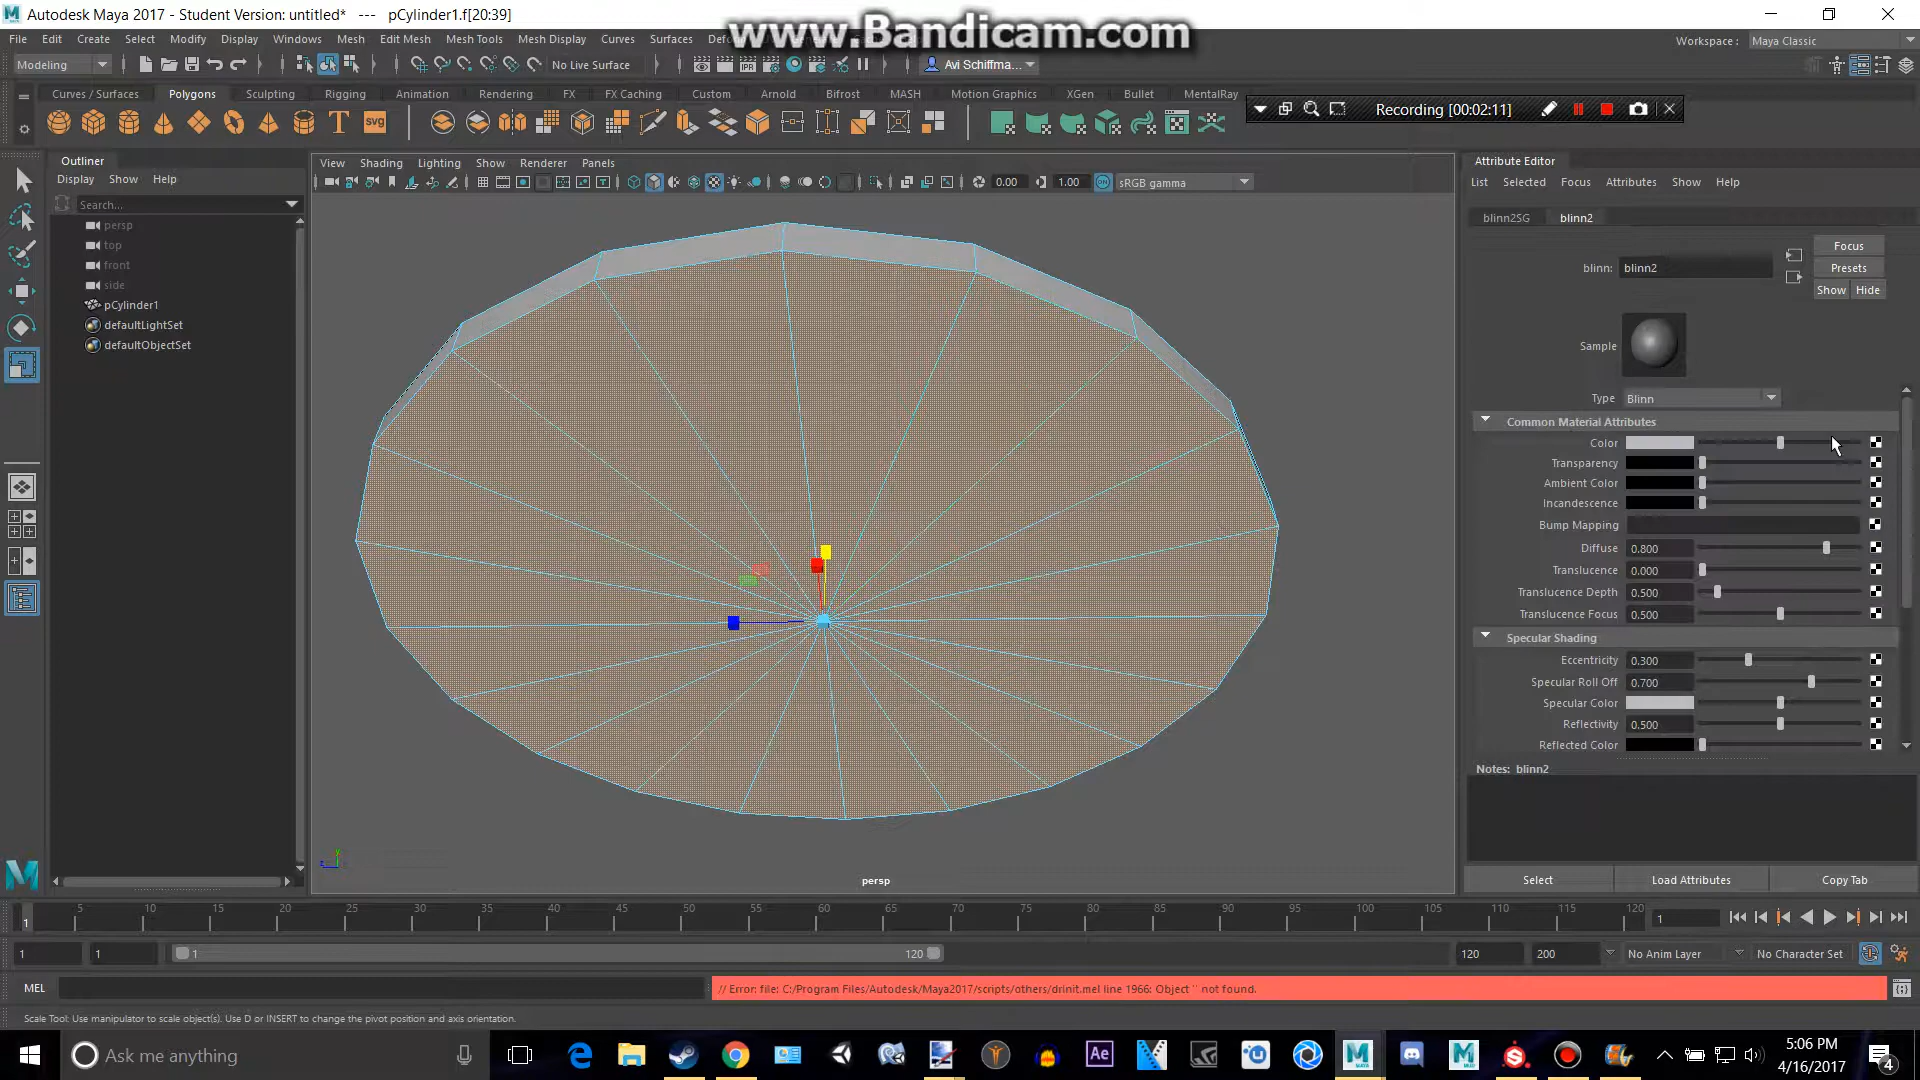 Autodesk Maya 2017 - Student Version: untitled* --- pCylinder1.f[20:39]
www.Bandicam.com
File Edit Create Select Modify Display Windows Mesh Edit Mesh Mesh Tools Mesh Display Curves Surfaces
Workspace : Maya Classic
Modeling No Live Surface Avi Schiffma...
Curves / Surfaces Polygons Sculpting Rigging Animation Rendering FX FX Caching Custom Arnold Bifrost MASH Motion Graphics XGen Bullet MentalRay
Recording [00:02:11]
Outliner
Display Show Help
Search...
persp
top
front
side
pCylinder1
defaultLightSet
defaultObjectSet
View Shading Lighting Show Renderer Panels
0.00 1.00 sRGB gamma
persp
Attribute Editor
List Selected Focus Attributes Show Help
blinn2SG blinn2
blinn: blinn2
Focus
Presets
Show Hide
Sample
Type Blinn
Common Material Attributes
Color
Transparency
Ambient Color
Incandescence
Bump Mapping
Diffuse 0.800
Translucence 0.000
Translucence Depth 0.500
Translucence Focus 0.500
Specular Shading
Eccentricity 0.300
Specular Roll Off 0.700
Specular Color
Reflectivity 0.500
Reflected Color
Notes: blinn2
Select Load Attributes Copy Tab
1 5 10 15 20 25 30 35 40 45 50 55 60 65 70 75 80 85 90 95 100 105 110 115 120 1
1 1 1 120 120 200 No Anim Layer No Character Set
MEL // Error: file: C:/Program Files/Autodesk/Maya2017/scripts/others/drinit.mel line 1966: Object '' not found.
Scale Tool: Use manipulator to scale object(s). Use D or INSERT to change the pivot position and axis orientation.
Ask me anything
Ae
5:06 PM
4/16/2017
4